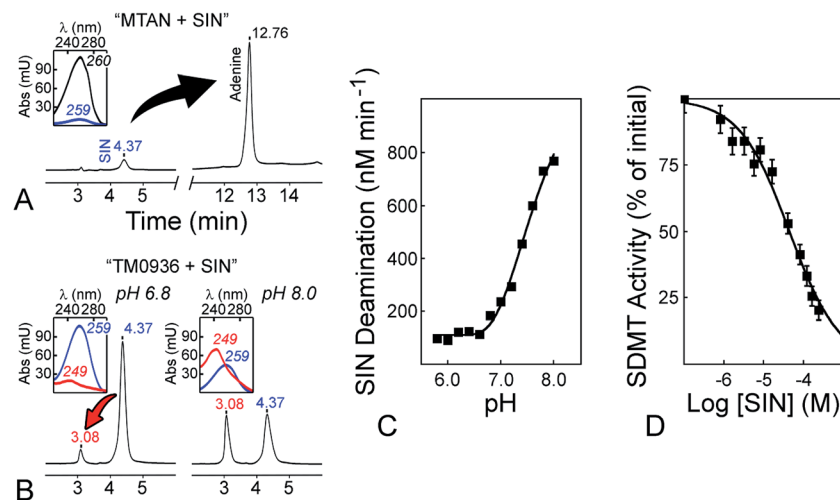 “MTAN + SIN”
λ (nm)
240 280
Abs (mU)
90
60
30
260
259
SIN 4.37
Adenine
12.76
3 4 5 12 13 14
Time (min)
A
“TM0936 + SIN”
pH 6.8 pH 8.0
λ (nm)
240 280
Abs (mU)
90
60
30
259
249
4.37
3.08
λ (nm)
240 280
Abs (mU)
90
60
30
249
259
3.08 4.37
3 4 5 3 4 5
B
SIN Deamination (nM min⁻¹)
800
600
400
200
6.0 7.0 8.0
pH
C
SDMT Activity (% of initial)
75
50
25
-6 -5 -4
Log [SIN] (M)
D